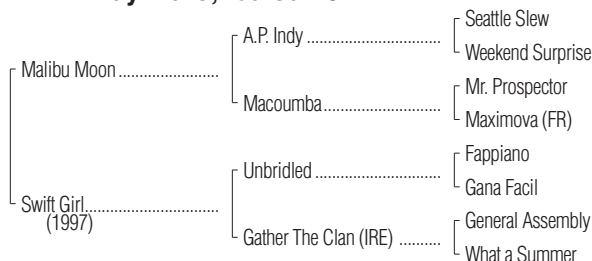 Seattle Slew
A.P. Indy
Weekend Surprise
Malibu Moon
Mr. Prospector
Macoumba
Maximova (FR)
Fappiano
Unbridled
Gana Facil
Swift Girl
(1997)
General Assembly
Gather The Clan (IRE)
What a Summer